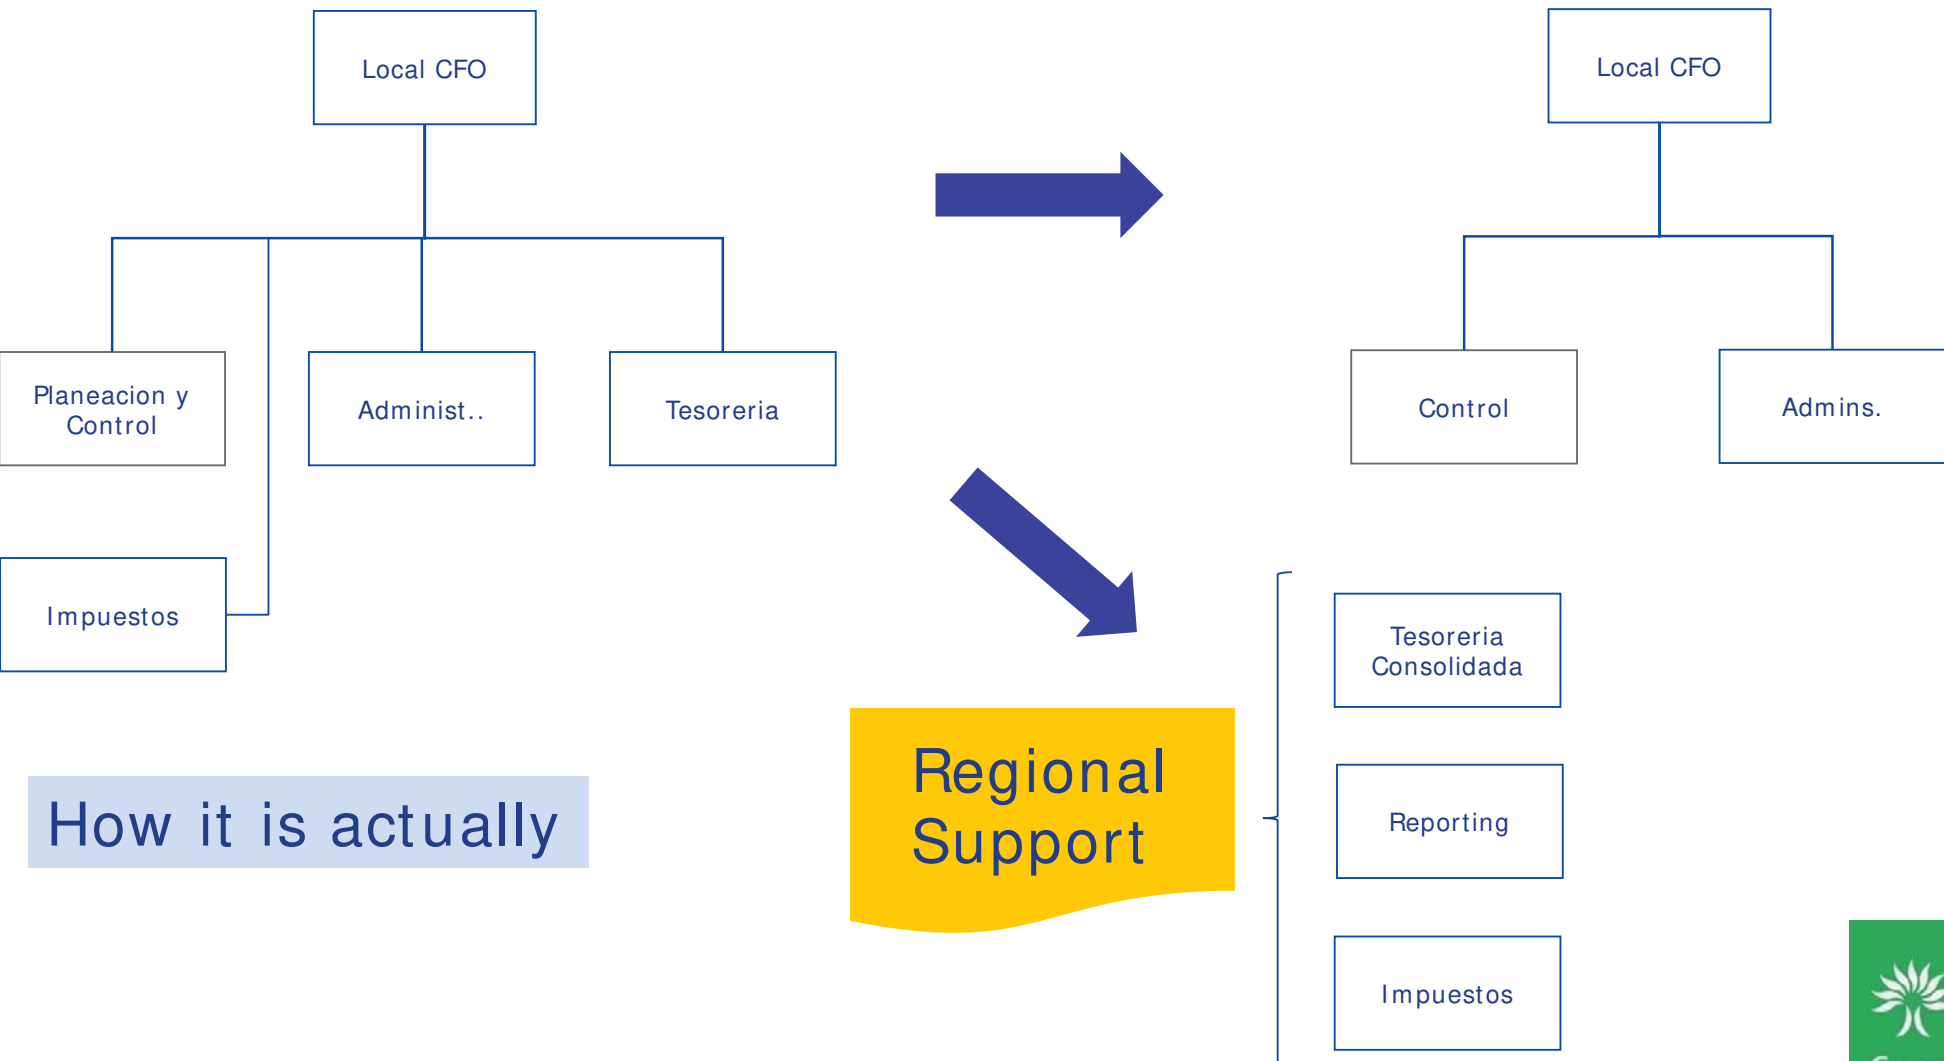 Local CFO
Local CFO
Planeacion y
Control
Administ..
Tesoreria
Control
Admins.
Impuestos
Tesoreria
Consolidada
Regional
Support
How it is actually
Reporting
Impuestos